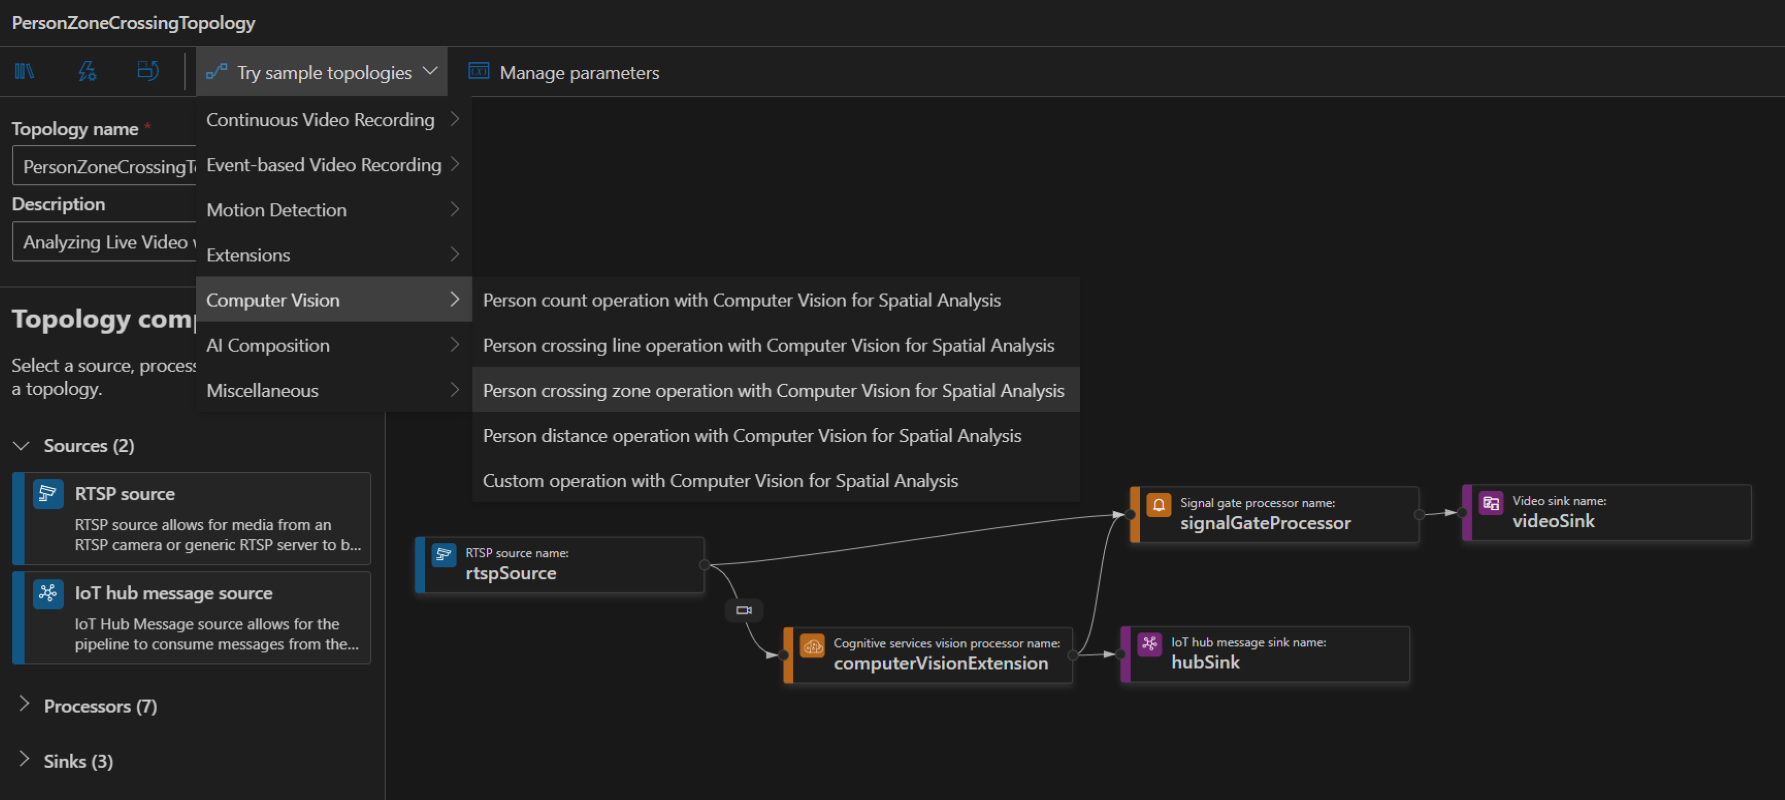 PersonZoneCrossingTopology
Try sample topologies
Manage parameters
Topology name *
PersonZoneCrossingTo
Description
Analyzing Live Video
Topology com
Select a source, proces
a topology.
Continuous Video Recording
Event-based Video Recording
Motion Detection
Extensions
Computer Vision
AI Composition
Miscellaneous
Person count operation with Computer Vision for Spatial Analysis
Person crossing line operation with Computer Vision for Spatial Analysis
Person crossing zone operation with Computer Vision for Spatial Analysis
Person distance operation with Computer Vision for Spatial Analysis
Custom operation with Computer Vision for Spatial Analysis
Sources (2)
RTSP source
RTSP source allows for media from an
RTSP camera or generic RTSP server to b...
IoT hub message source
IoT Hub Message source allows for the
pipeline to consume messages from the...
Processors (7)
Sinks (3)
RTSP source name:
rtspSource
Cognitive services vision processor name:
computerVisionExtension
Signal gate processor name:
signalGateProcessor
Video sink name:
videoSink
IoT hub message sink name:
hubSink